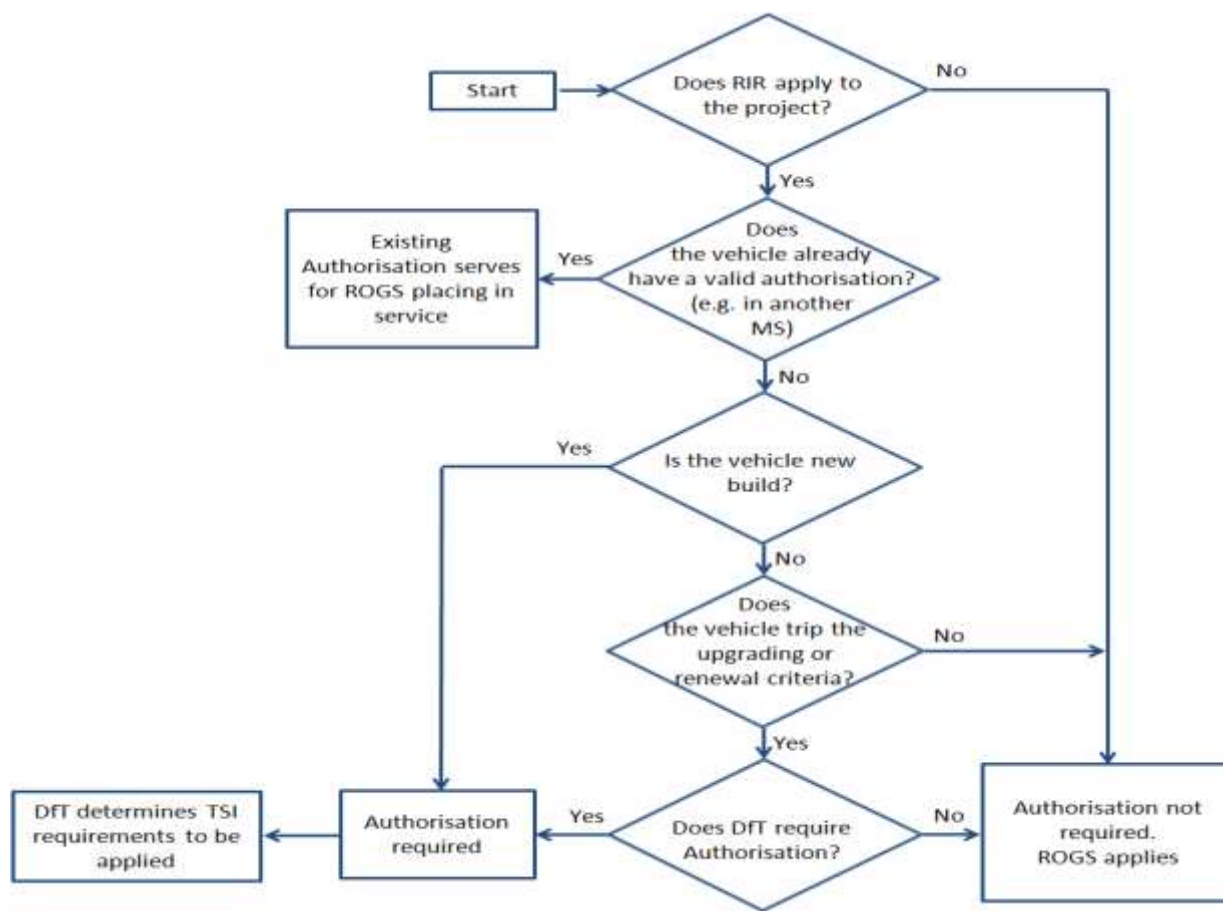 Start
Does RIR apply to
the project?
No
Yes
Does
the vehicle already
have a valid authorisation?
(e.g. in another
MS)
Yes
Existing
Authorisation serves
for ROGS placing in
service
No
Is the vehicle new
build?
Yes
No
Does
the vehicle trip the
upgrading or
renewal criteria?
No
Yes
Does DfT require
Authorisation?
Yes
No
Authorisation
required
DfT determines TSI
requirements to be
applied
Authorisation not
required.
ROGS applies